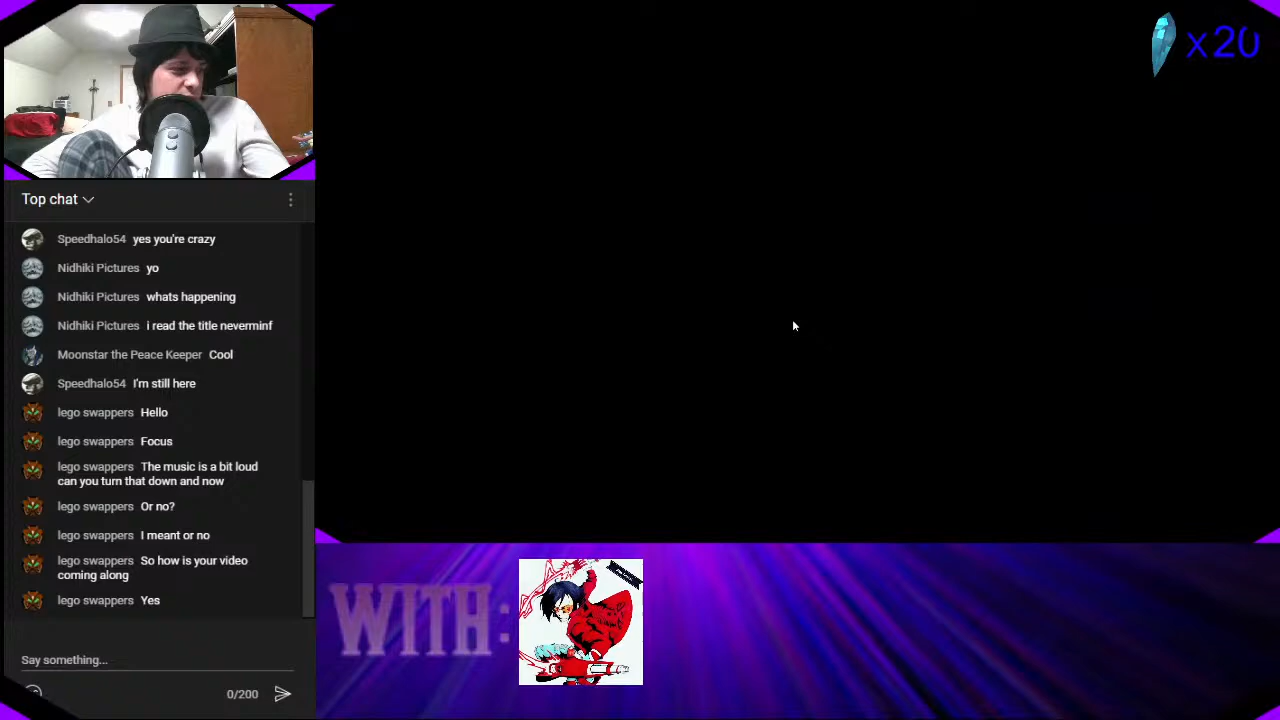 x20
Top chat
Speedhalo54 yes you're crazy
Nidhiki Pictures yo
Nidhiki Pictures whats happening
Nidhiki Pictures i read the title neverminf
Moonstar the Peace Keeper Cool
Speedhalo54 I'm still here
lego swappers Hello
lego swappers Focus
lego swappers The music is a bit loud
can you turn that down and now
lego swappers Or no?
lego swappers I meant or no
lego swappers So how is your video
coming along
lego swappers Yes
Say something...
0/200
WITH: